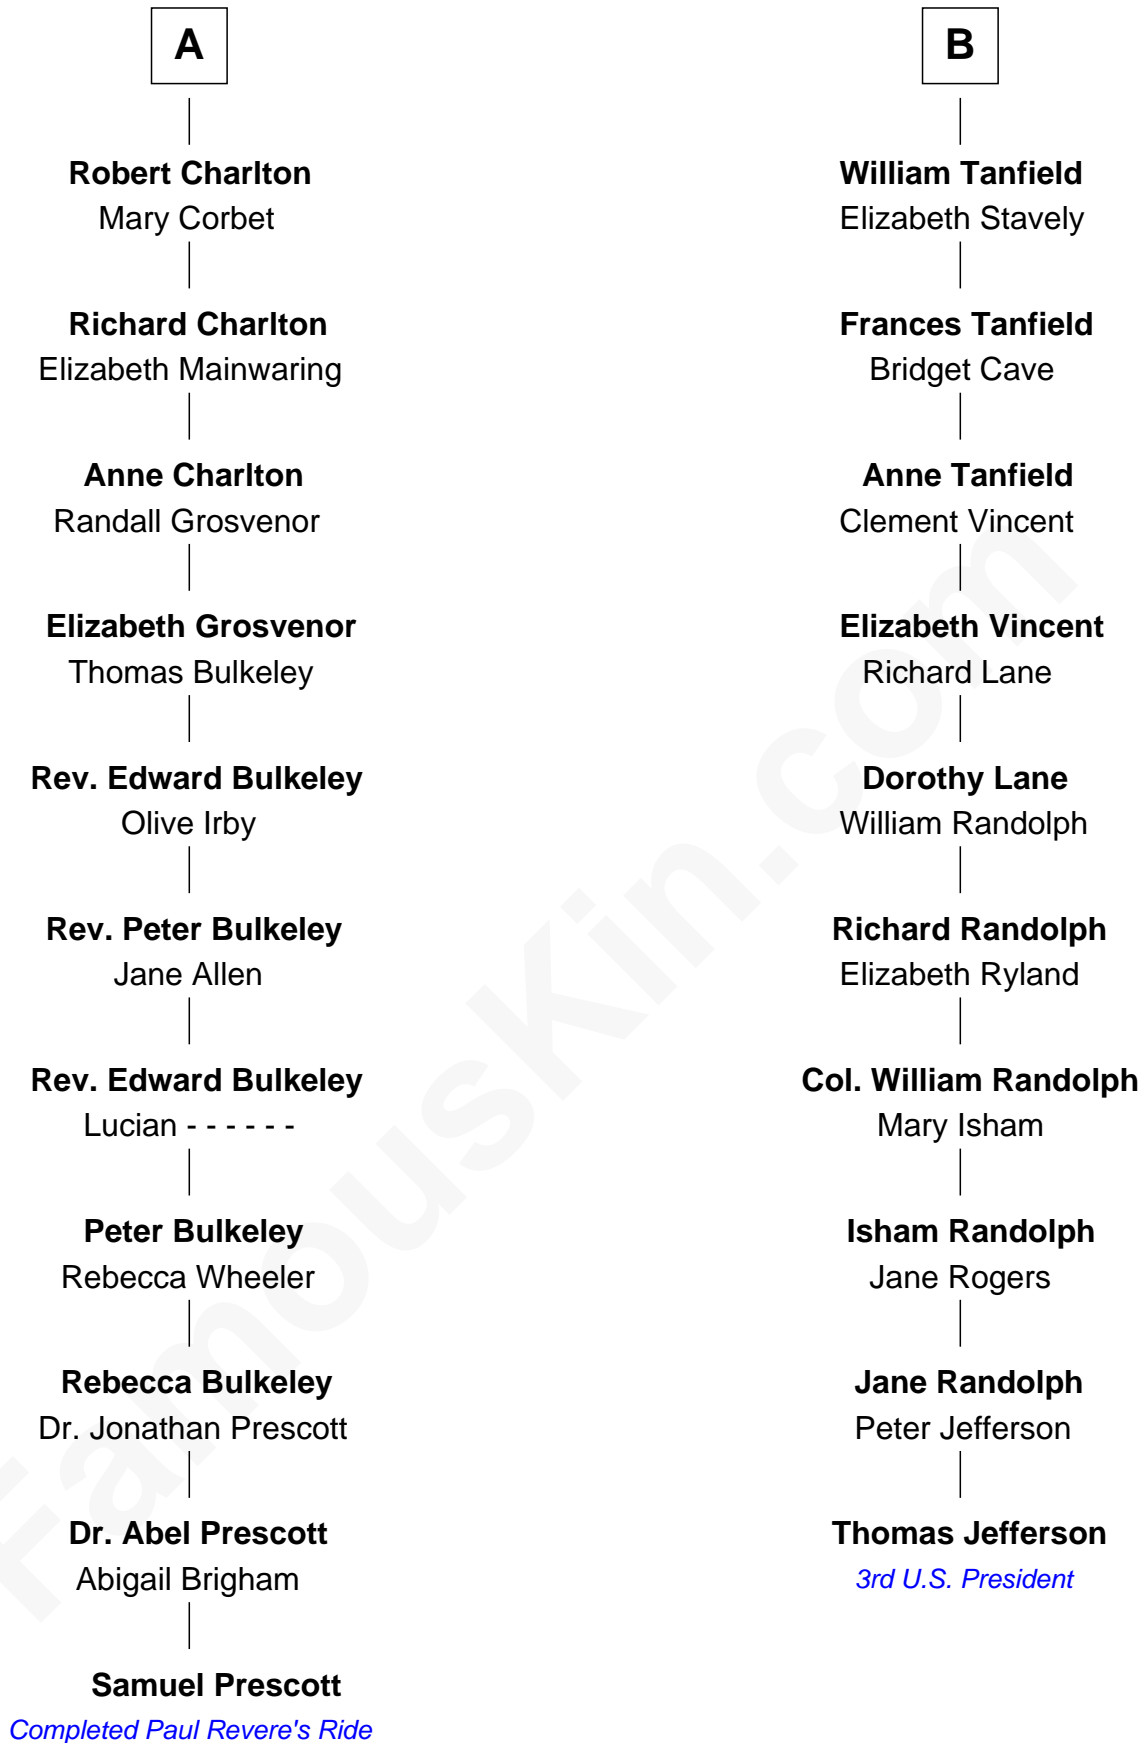 A
Robert Charlton
Mary Corbet
Richard Charlton
Elizabeth Mainwaring
Anne Charlton
Randall Grosvenor
Elizabeth Grosvenor
Thomas Bulkeley
Rev. Edward Bulkeley
Olive Irby
Rev. Peter Bulkeley
Jane Allen
Rev. Edward Bulkeley
Lucian - - - - - -
Peter Bulkeley
Rebecca Wheeler
Rebecca Bulkeley
Dr. Jonathan Prescott
Dr. Abel Prescott
Abigail Brigham
Samuel Prescott
Completed Paul Revere's Ride
B
William Tanfield
Elizabeth Stavely
Frances Tanfield
Bridget Cave
Anne Tanfield
Clement Vincent
Elizabeth Vincent
Richard Lane
Dorothy Lane
William Randolph
Richard Randolph
Elizabeth Ryland
Col. William Randolph
Mary Isham
Isham Randolph
Jane Rogers
Jane Randolph
Peter Jefferson
Thomas Jefferson
3rd U.S. President
FamousKin.com